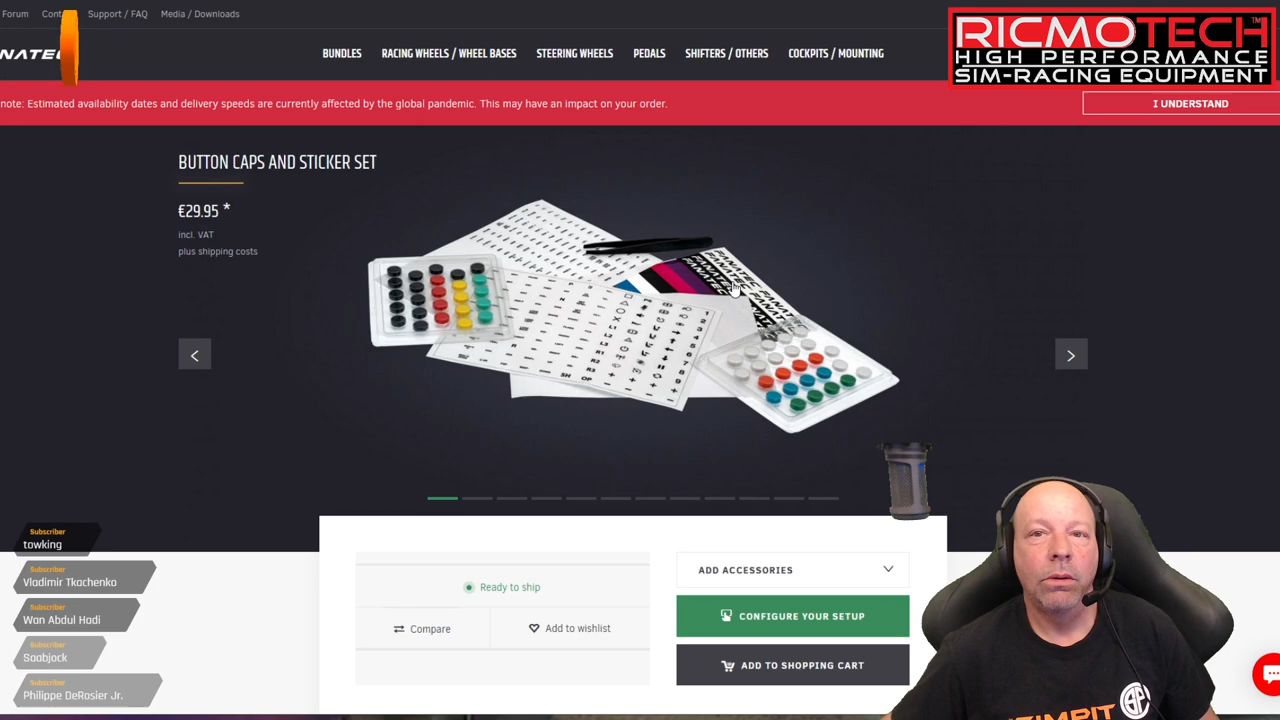 Forum Cont Support / FAQ Media / Downloads
NATEC
BUNDLES RACING WHEELS / WHEEL BASES STEERING WHEELS PEDALS SHIFTERS / OTHERS COCKPITS / MOUNTING
RICMOTECH™
HIGH PERFORMANCE
SIM-RACING EQUIPMENT
note: Estimated availability dates and delivery speeds are currently affected by the global pandemic. This may have an impact on your order.
I UNDERSTAND
BUTTON CAPS AND STICKER SET
€29.95 *
incl. VAT
plus shipping costs
FANATEC
Ready to ship
Compare
Add to wishlist
ADD ACCESSORIES
CONFIGURE YOUR SETUP
ADD TO SHOPPING CART
Subscriber
towking
Subscriber
Vladimir Tkachenko
Subscriber
Wan Abdul Hadi
Subscriber
Saabjock
Subscriber
Philippe DeRosier Jr.